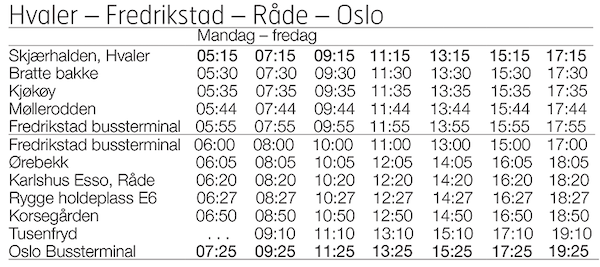 Hvaler – Fredrikstad – Råde – Oslo
Mandag – fredag
Skjærhalden, Hvaler 05:15 07:15 09:15 11:15 13:15 15:15 17:15
Bratte bakke 05:30 07:30 09:30 11:30 13:30 15:30 17:30
Kjøkøy 05:35 07:35 09:35 11:35 13:35 15:35 17:35
Møllerodden 05:44 07:44 09:44 11:44 13:44 15:44 17:44
Fredrikstad bussterminal 05:55 07:55 09:55 11:55 13:55 15:55 17:55
Fredrikstad bussterminal 06:00 08:00 10:00 11:00 13:00 15:00 17:00
Ørebekk 06:05 08:05 10:05 12:05 14:05 16:05 18:05
Karlshus Esso, Råde 06:20 08:20 10:20 12:20 14:20 16:20 18:20
Rygge holdeplass E6 06:27 08:27 10:27 12:27 14:27 16:27 18:27
Korsegården 06:50 08:50 10:50 12:50 14:50 16:50 18:50
Tusenfryd ... 09:10 11:10 13:10 15:10 17:10 19:10
Oslo Bussterminal 07:25 09:25 11:25 13:25 15:25 17:25 19:25